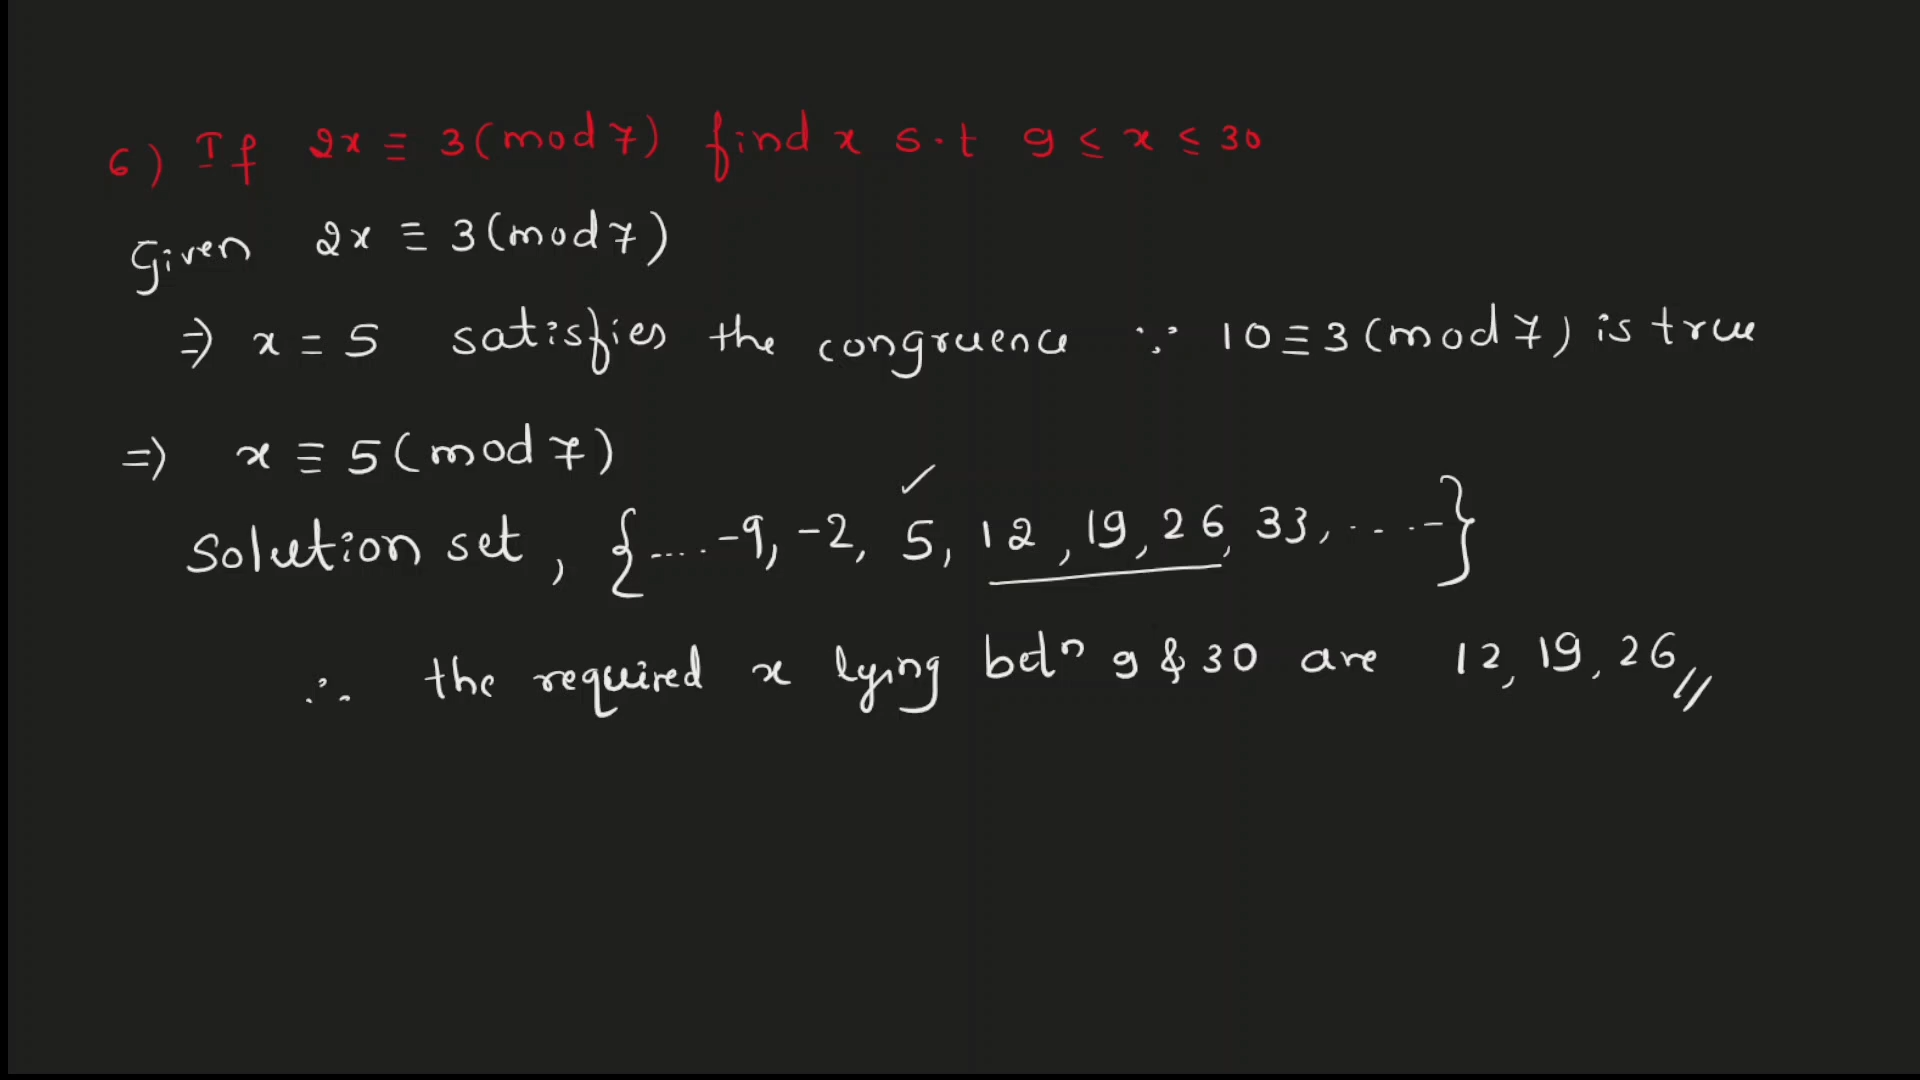 6) If 2x ≡ 3(mod 7) find x s.t 9 ≤ x ≤ 30
Given 2x ≡ 3(mod 7)
⇒ x = 5 satisfies the congruence ∵ 10 ≡ 3 (mod 7) is true
⇒ x ≡ 5(mod 7)
Solution set, {.... -9, -2, 5, 12, 19, 26, 33, .....}
∴ the required x lying betn 9 & 30 are 12, 19, 26//